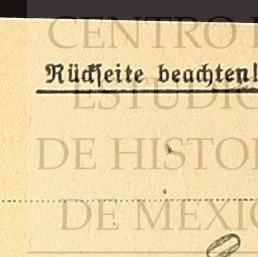 CENTRO
Rückseite beachten!
ESTUDIO
DE HISTO
DE MEXIC